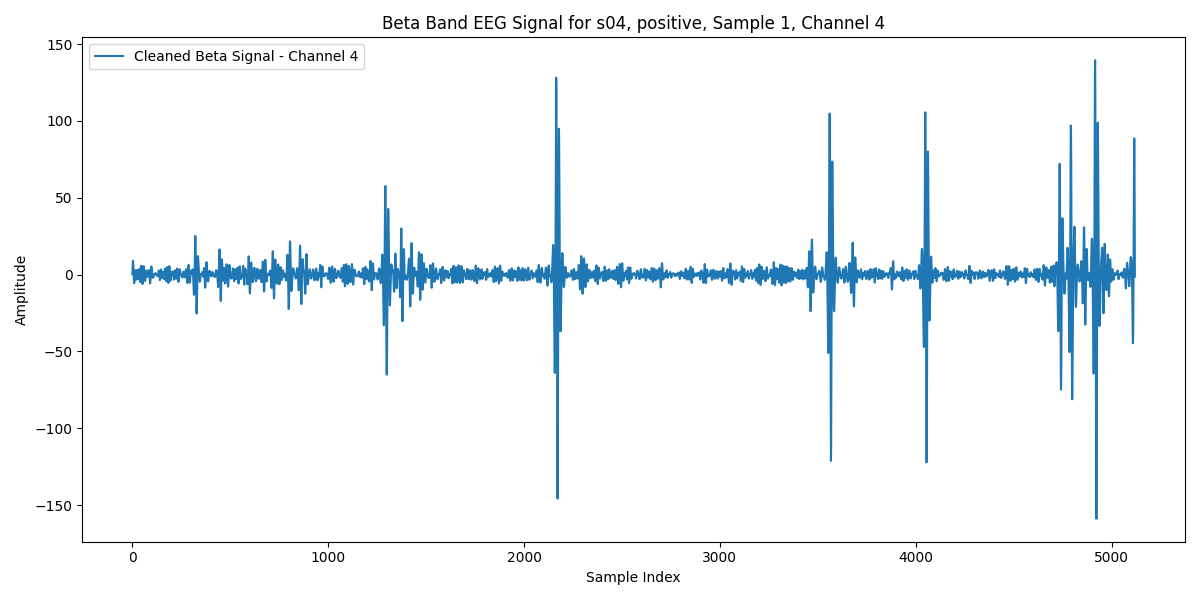 Beta Band EEG Signal for s04, positive, Sample 1, Channel 4
Cleaned Beta Signal - Channel 4
150
100
50
0
−50
−100
−150
Amplitude
0 1000 2000 3000 4000 5000
Sample Index